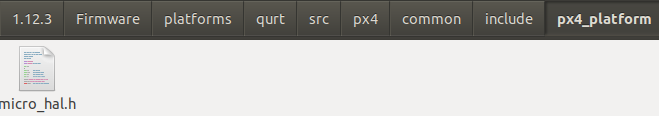 1.12.3 Firmware platforms qurt src px4 common include px4_platform
micro_hal.h